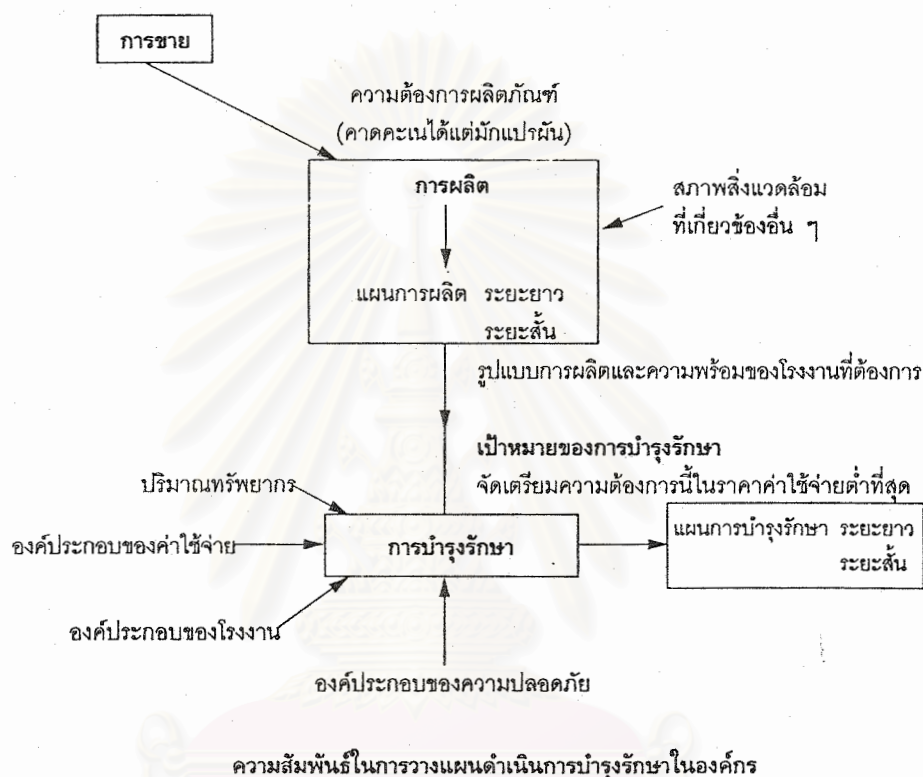 การขาย
ความต้องการผลิตภัณฑ์
(คาดคะเนได้แต่มักแปรผัน)
การผลิต
สภาพสิ่งแวดล้อม
ที่เกี่ยวข้องอื่น ๆ
แผนการผลิต ระยะยาว
ระยะสั้น
รูปแบบการผลิตและความพร้อมของโรงงานที่ต้องการ
เป้าหมายของการบำรุงรักษา
จัดเตรียมความต้องการนี้ในราคาค่าใช้จ่ายต่ำที่สุด
ปริมาณทรัพยากร
องค์ประกอบของค่าใช้จ่าย
การบำรุงรักษา
แผนการบำรุงรักษา ระยะยาว
ระยะสั้น
องค์ประกอบของโรงงาน
องค์ประกอบของความปลอดภัย
ความสัมพันธ์ในการวางแผนดำเนินการบำรุงรักษาในองค์กร